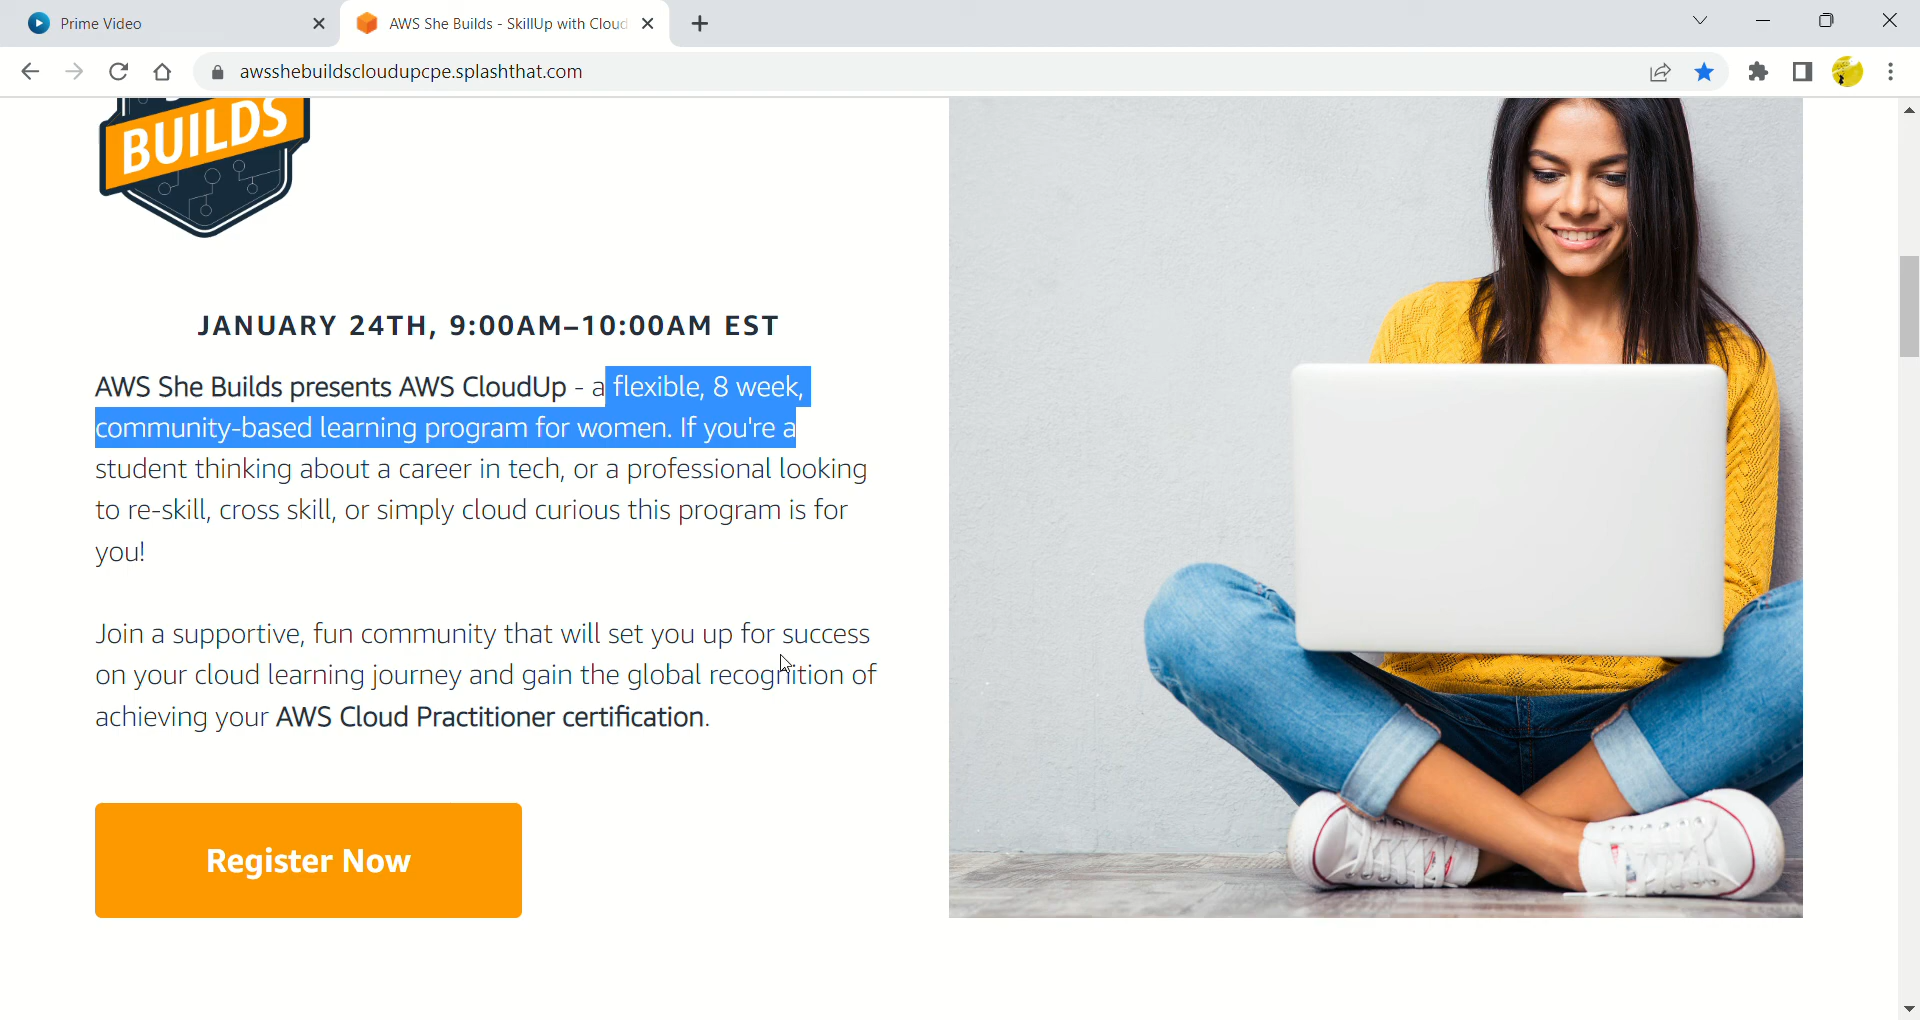 Prime Video
AWS She Builds - SkillUp with Cloud
awsshebuildscloudupcpe.splashthat.com
BUILDS
JANUARY 24TH, 9:00AM–10:00AM EST
AWS She Builds presents AWS CloudUp - a flexible, 8 week,
community-based learning program for women. If you're a
student thinking about a career in tech, or a professional looking
to re-skill, cross skill, or simply cloud curious this program is for
you!
Join a supportive, fun community that will set you up for success
on your cloud learning journey and gain the global recognition of
achieving your AWS Cloud Practitioner certification.
Register Now